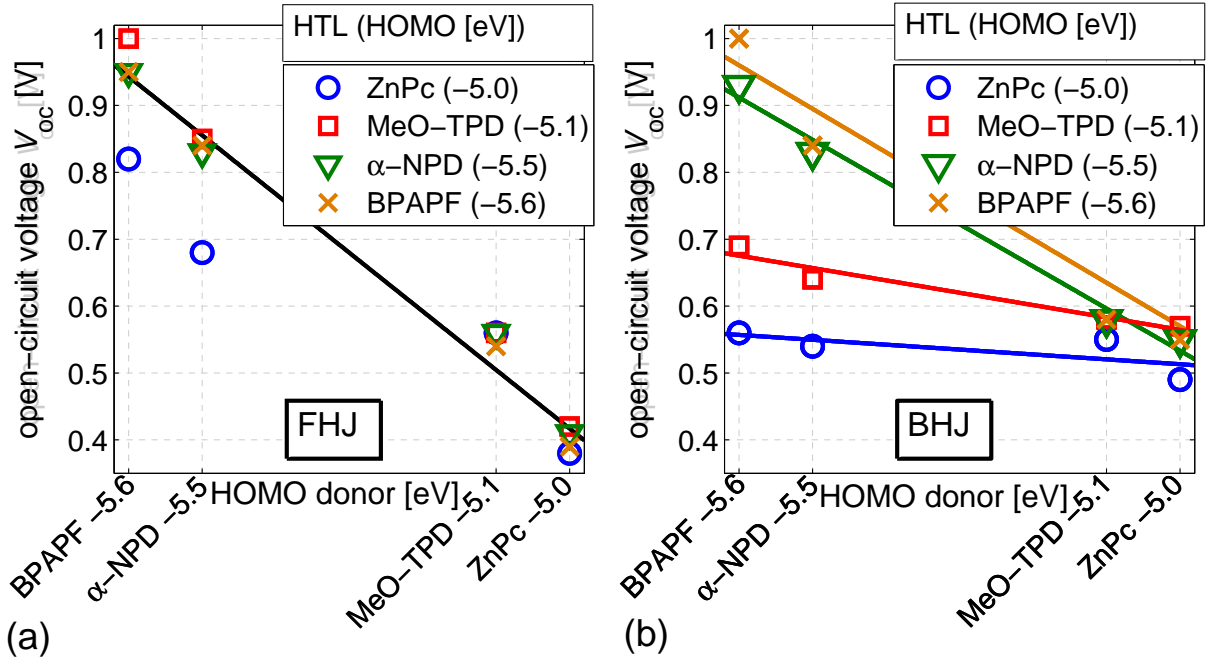 HTL (HOMO [eV])
ZnPc (−5.0)
MeO−TPD (−5.1)
α−NPD (−5.5)
BPAPF (−5.6)
1
0.9
0.8
0.7
0.6
0.5
0.4
open−circuit voltage Voc [V]
FHJ
HOMO donor [eV]
BPAPF −5.6
α−NPD −5.5
MeO−TPD −5.1
ZnPc −5.0
(a)
HTL (HOMO [eV])
ZnPc (−5.0)
MeO−TPD (−5.1)
α−NPD (−5.5)
BPAPF (−5.6)
1
0.9
0.8
0.7
0.6
0.5
0.4
open−circuit voltage Voc [V]
BHJ
HOMO donor [eV]
BPAPF −5.6
α−NPD −5.5
MeO−TPD −5.1
ZnPc −5.0
(b)